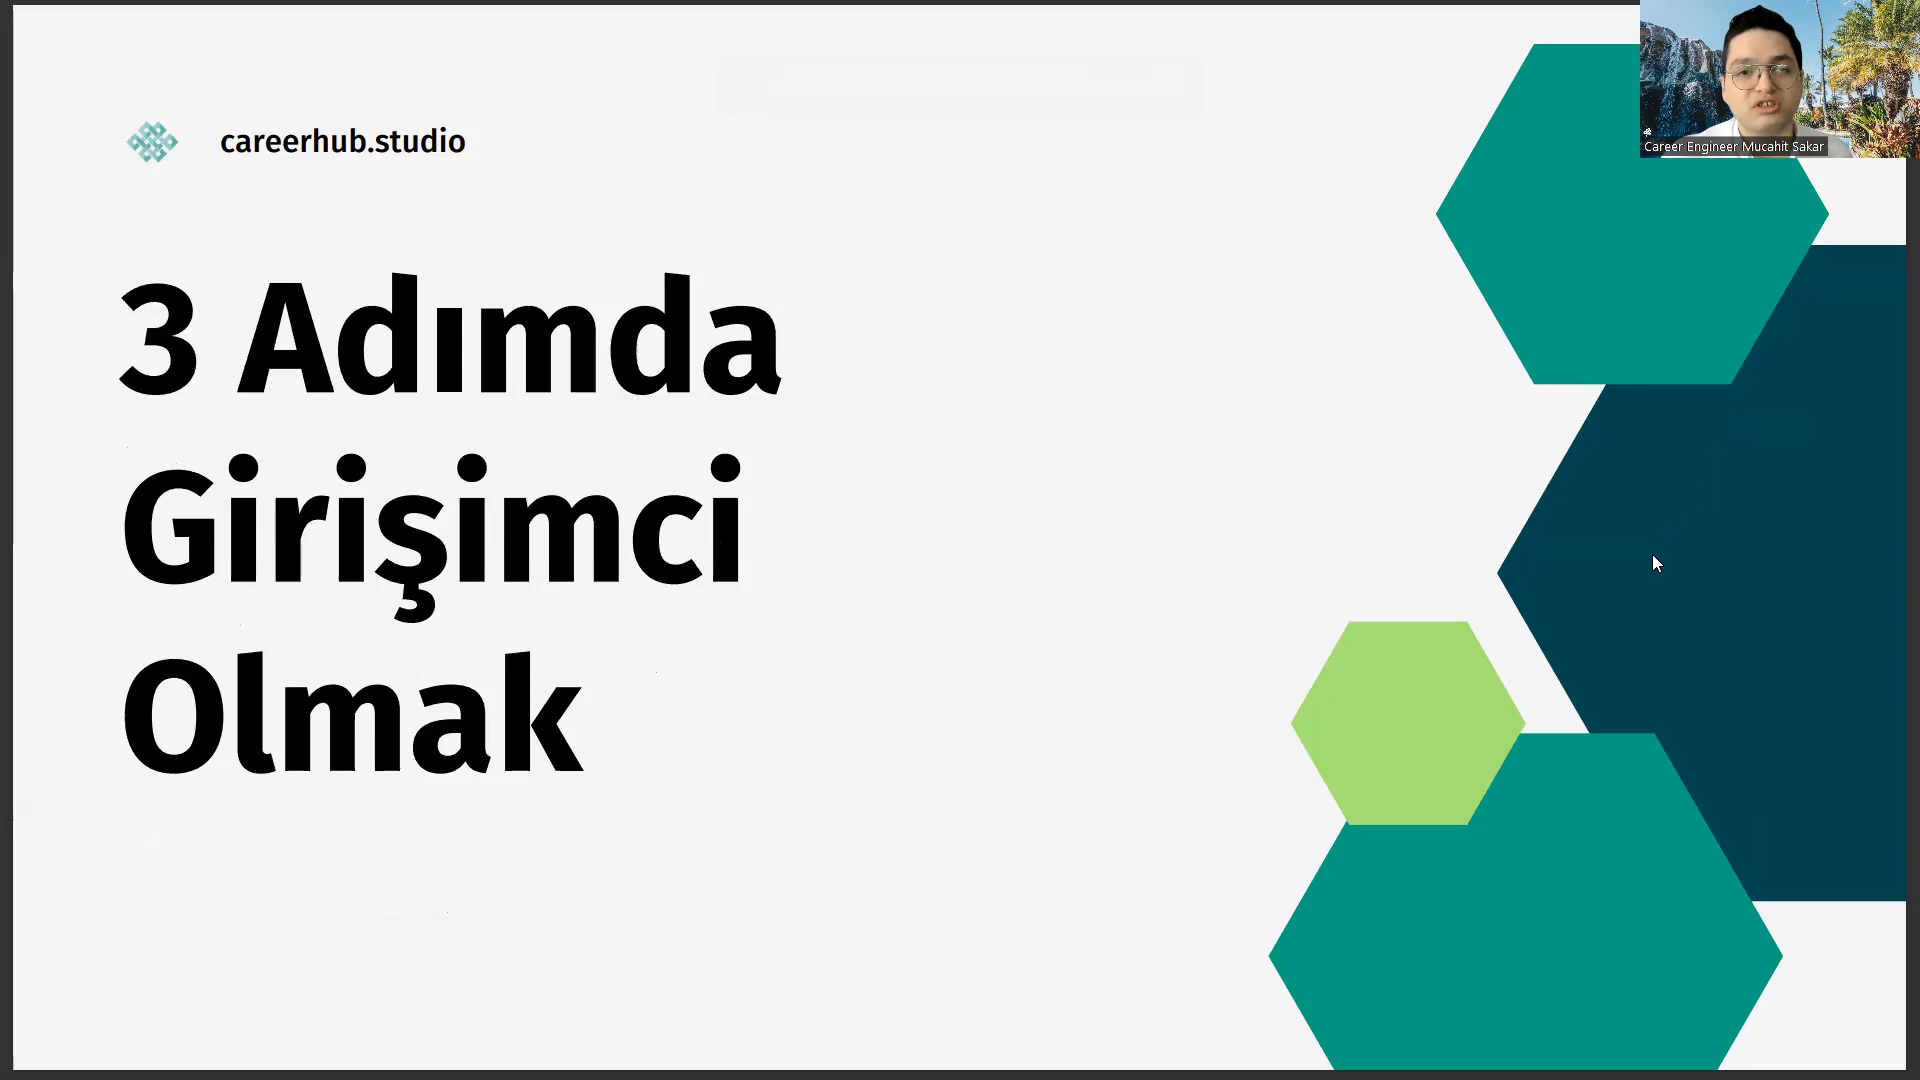 careerhub.studio
3 Adımda
Girişimci
Olmak
Career Engineer Mucahit Sakar